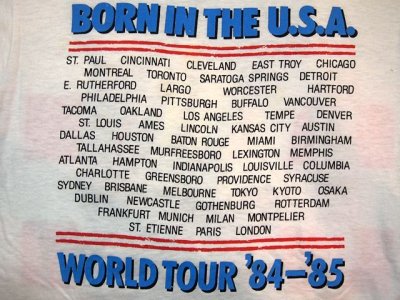 BORN IN THE U.S.A.
ST. PAUL CINCINNATI CLEVELAND EAST TROY CHICAGO
MONTREAL TORONTO SARATOGA SPRINGS DETROIT
E. RUTHERFORD LARGO WORCESTER HARTFORD
PHILADELPHIA PITTSBURGH BUFFALO VANCOUVER
TACOMA OAKLAND LOS ANGELES TEMPE DENVER
ST. LOUIS AMES LINCOLN KANSAS CITY AUSTIN
DALLAS HOUSTON BATON ROUGE MIAMI BIRMINGHAM
TALLAHASSEE MURFREESBORO LEXINGTON MEMPHIS
ATLANTA HAMPTON INDIANAPOLIS LOUISVILLE COLUMBIA
CHARLOTTE GREENSBORO PROVIDENCE SYRACUSE
SYDNEY BRISBANE MELBOURNE TOKYO KYOTO OSAKA
DUBLIN NEWCASTLE GOTHENBURG ROTTERDAM
FRANKFURT MUNICH MILAN MONTPELIER
ST. ETIENNE PARIS LONDON
WORLD TOUR '84–'85